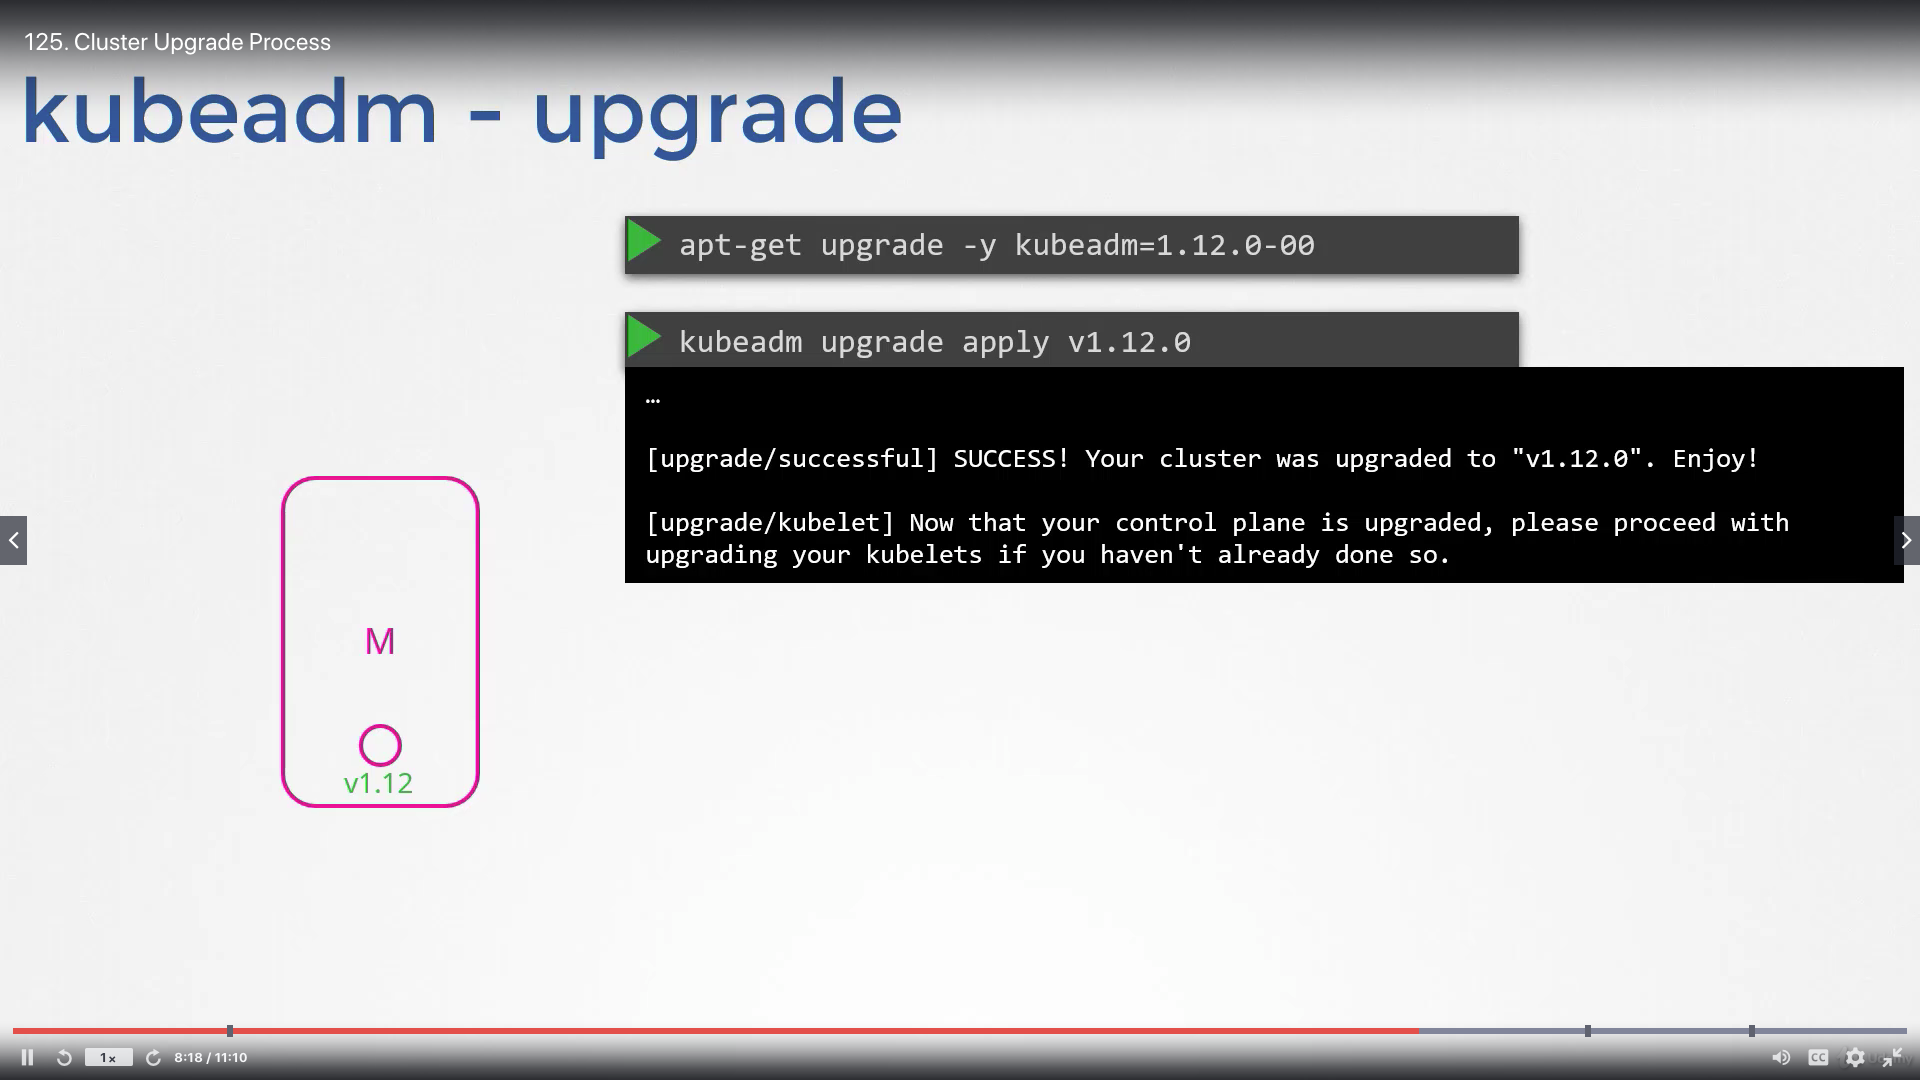 125. Cluster Upgrade Process
kubeadm - upgrade
apt-get upgrade -y kubeadm=1.12.0-00
kubeadm upgrade apply v1.12.0
…
[upgrade/successful] SUCCESS! Your cluster was upgraded to "v1.12.0". Enjoy!
[upgrade/kubelet] Now that your control plane is upgraded, please proceed with
upgrading your kubelets if you haven't already done so.
M
v1.12
1x
8:18 / 11:10
CC